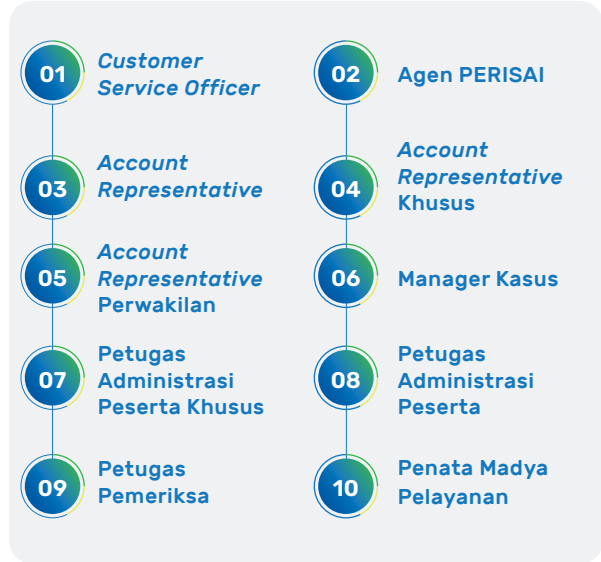 01
Customer
Service Officer
02
Agen PERISAI
03
Account
Representative
04
Account
Representative
Khusus
05
Account
Representative
Perwakilan
06
Manager Kasus
07
Petugas
Administrasi
Peserta Khusus
08
Petugas
Administrasi
Peserta
09
Petugas
Pemeriksa
10
Penata Madya
Pelayanan